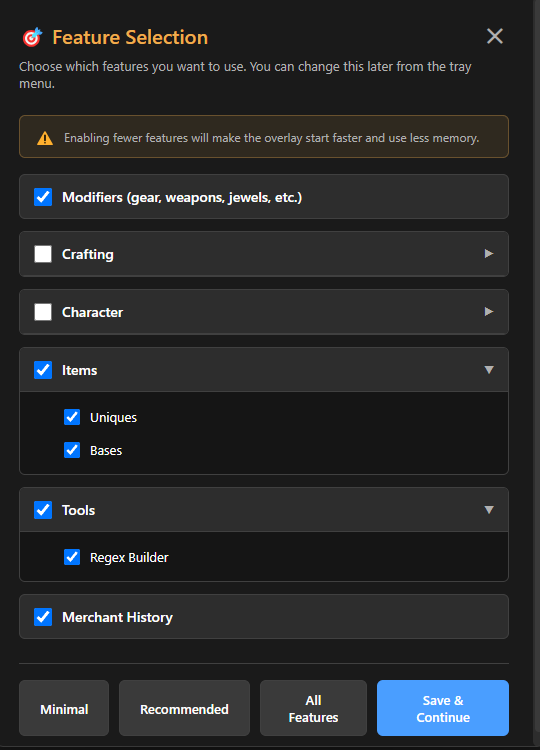 Feature Selection
Choose which features you want to use. You can change this later from the tray
menu.
Enabling fewer features will make the overlay start faster and use less memory.
Modifiers (gear, weapons, jewels, etc.)
Crafting
Character
Items
Uniques
Bases
Tools
Regex Builder
Merchant History
Minimal
Recommended
All
Features
Save &
Continue